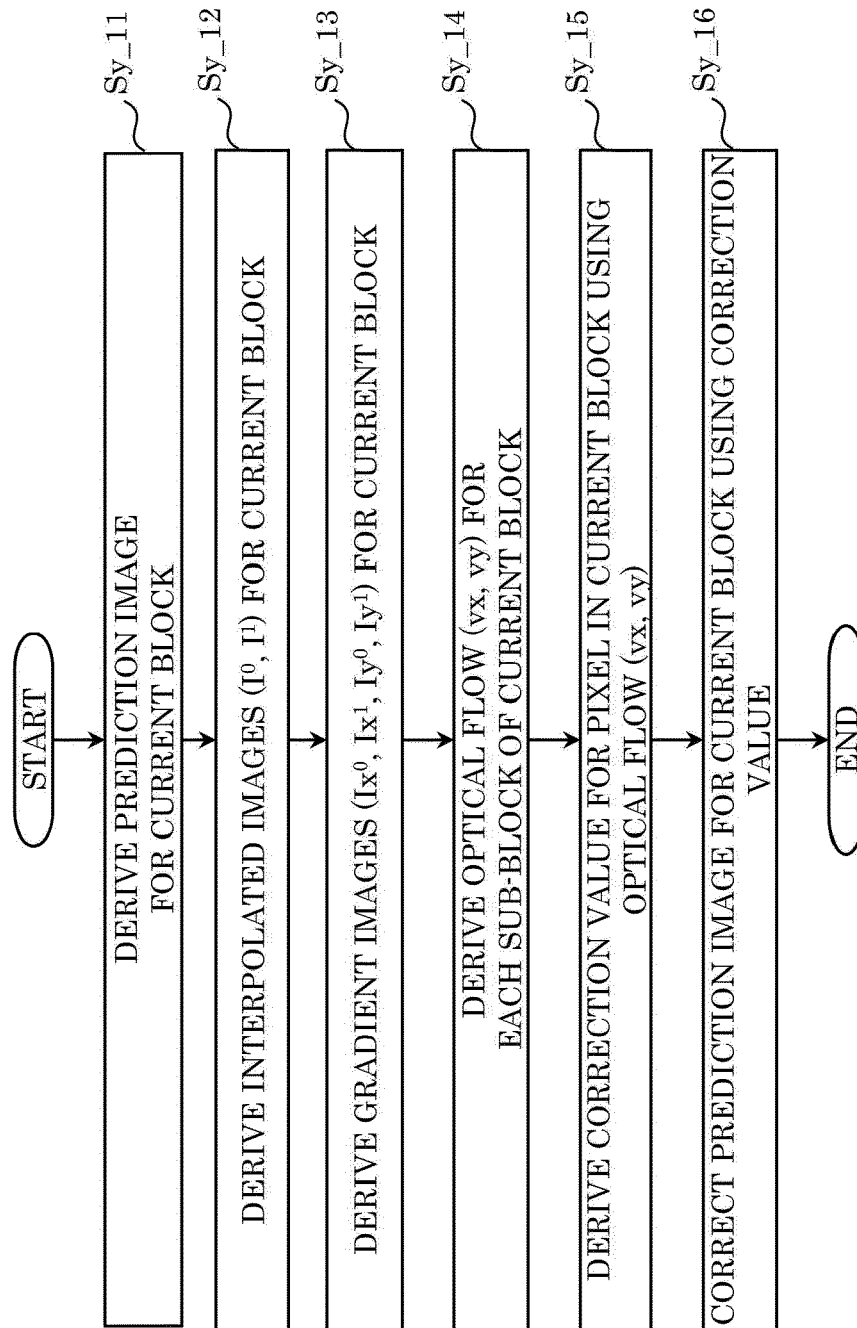 START
DERIVE PREDICTION IMAGE
FOR CURRENT BLOCK
Sy_11
DERIVE INTERPOLATED IMAGES (I⁰, I¹) FOR CURRENT BLOCK
Sy_12
DERIVE GRADIENT IMAGES (Ix⁰, Ix¹, Iy⁰, Iy¹) FOR CURRENT BLOCK
Sy_13
DERIVE OPTICAL FLOW (vx, vy) FOR
EACH SUB-BLOCK OF CURRENT BLOCK
Sy_14
DERIVE CORRECTION VALUE FOR PIXEL IN CURRENT BLOCK USING
OPTICAL FLOW (vx, vy)
Sy_15
CORRECT PREDICTION IMAGE FOR CURRENT BLOCK USING CORRECTION
VALUE
Sy_16
END